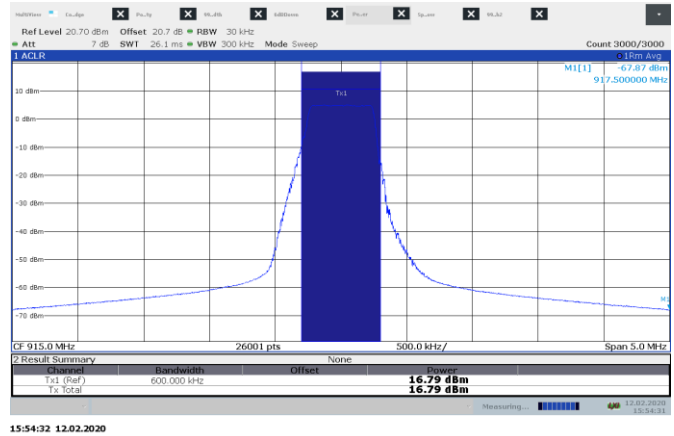 MultiView Tx
Ref Level 20.70 dBm Offset 20.7 dB RBW 30 kHz
Att 7 dB SWT 26.1 ms VBW 300 kHz Mode Sweep Count 3000/3000
1 ACLR 1Rm Avg
M1[1] -67.87 dBm
917.500000 MHz
10 dBm
Tx1
0 dBm
-10 dBm
-20 dBm
-30 dBm
-40 dBm
-50 dBm
-60 dBm
M1
-70 dBm
CF 915.0 MHz 26001 pts 500.0 kHz/ Span 5.0 MHz
2 Result Summary None
Channel Bandwidth Offset Power
Tx1 (Ref) 600.000 kHz 16.79 dBm
Tx Total 16.79 dBm
Measuring... 12.02.2020
15:54:31
15:54:32 12.02.2020